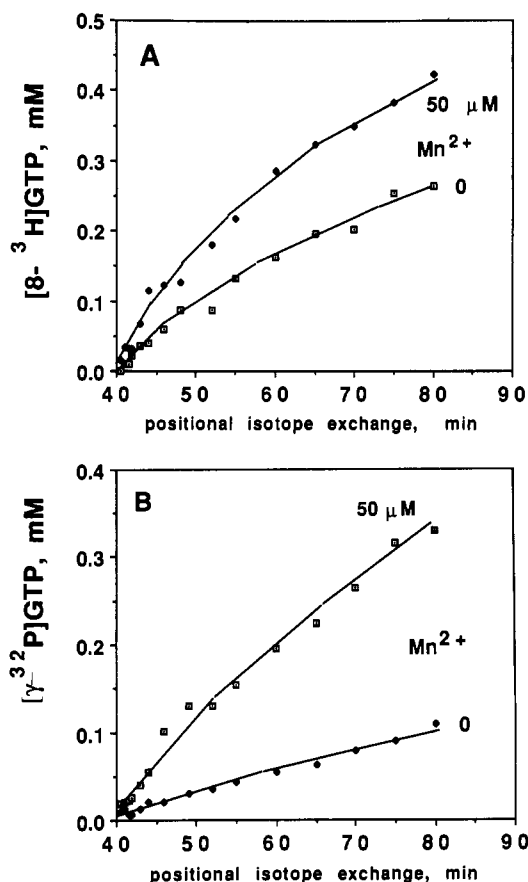 A
[8-³H]GTP, mM
0.5
0.4
0.3
0.2
0.1
0.0
50 μM
Mn²⁺
0
40 50 60 70 80 90
positional isotope exchange, min
B
[γ-³²P]GTP, mM
0.4
0.3
0.2
0.1
0.0
50 μM
Mn²⁺
0
40 50 60 70 80 90
positional isotope exchange, min